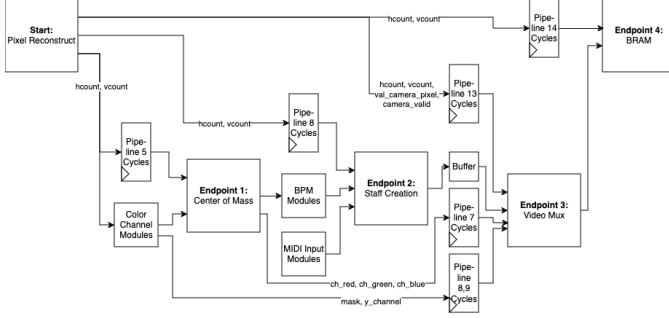 Start:
Pixel Reconstruct
hcount, vcount
Pipe-
line 14
Cycles
Endpoint 4:
BRAM
hcount, vcount
hcount, vcount
hcount, vcount,
val_camera_pixel,
camera_valid
Pipe-
line 13
Cycles
Pipe-
line 8
Cycles
Pipe-
line 5
Cycles
Endpoint 1:
Center of Mass
Color
Channel
Modules
BPM
Modules
MIDI Input
Modules
Endpoint 2:
Staff Creation
Buffer
Pipe-
line 7
Cycles
Endpoint 3:
Video Mux
ch_red, ch_green, ch_blue
mask, y_channel
Pipe-
line
8,9
Cycles